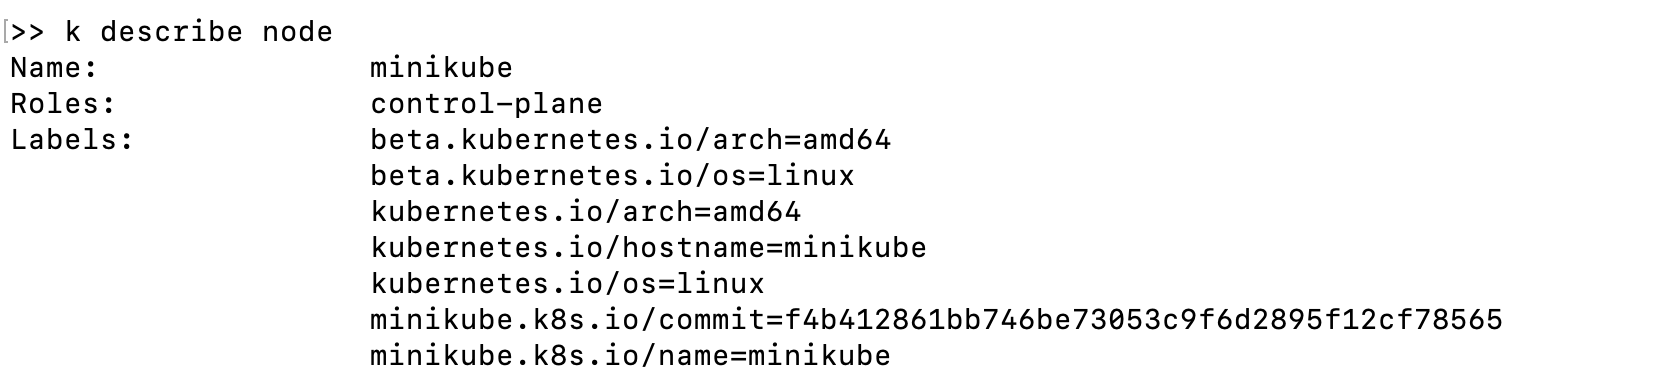 >> k describe node
Name: minikube
Roles: control-plane
Labels: beta.kubernetes.io/arch=amd64
beta.kubernetes.io/os=linux
kubernetes.io/arch=amd64
kubernetes.io/hostname=minikube
kubernetes.io/os=linux
minikube.k8s.io/commit=f4b412861bb746be73053c9f6d2895f12cf78565
minikube.k8s.io/name=minikube